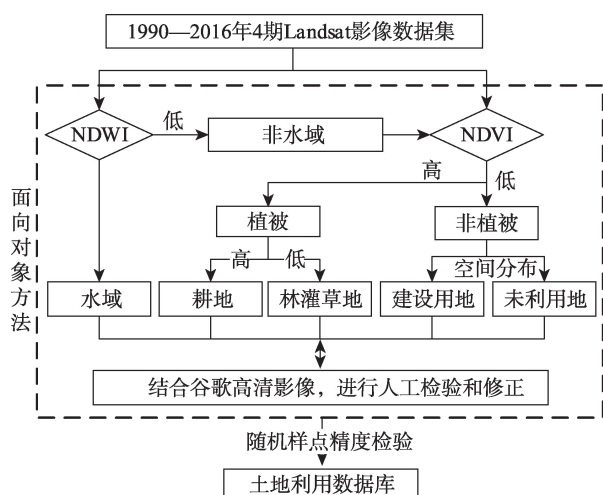 1990—2016年4期Landsat影像数据集
NDWI
低
非水域
NDVI
高
低
植被
非植被
高
低
空间分布
水域
耕地
林灌草地
建设用地
未利用地
面向对象方法
结合谷歌高清影像，进行人工检验和修正
随机样点精度检验
土地利用数据库